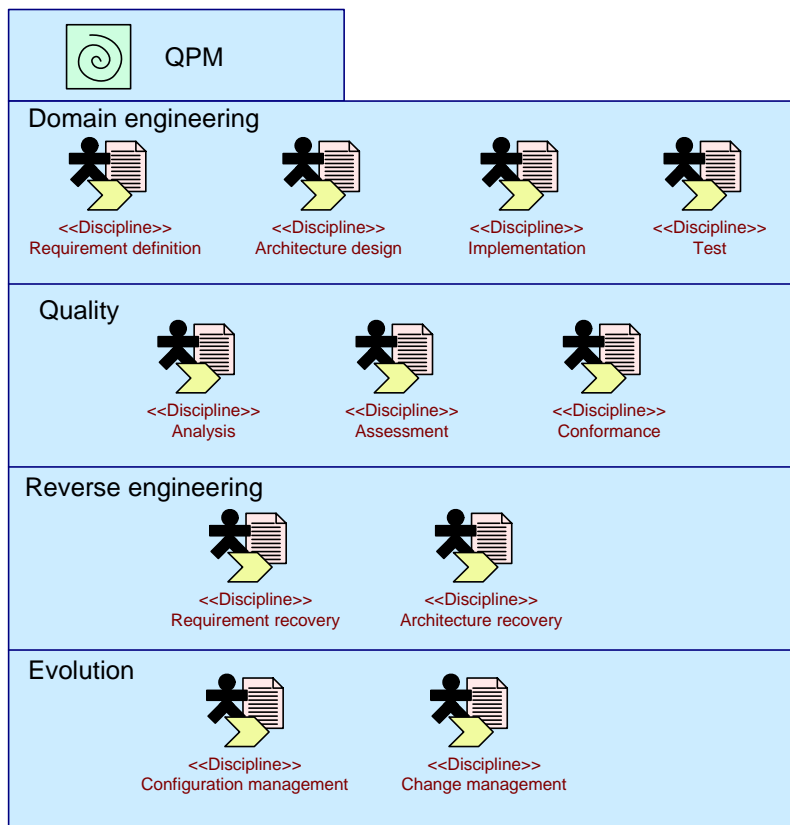 QPM
Domain engineering
<<Discipline>> <<Discipline>> <<Discipline>> <<Discipline>>
Requirement definition Architecture design Implementation Test
Quality
<<Discipline>> <<Discipline>> <<Discipline>>
Analysis Assessment Conformance
Reverse engineering
<<Discipline>> <<Discipline>>
Requirement recovery Architecture recovery
Evolution
<<Discipline>> <<Discipline>>
Configuration management Change management